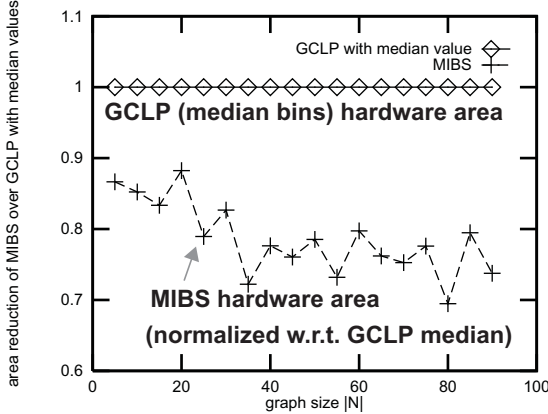 area reduction of MIBS over GCLP with median values
1.1
1
0.9
0.8
0.7
0.6
GCLP with median value
MIBS
GCLP (median bins) hardware area
MIBS hardware area
(normalized w.r.t. GCLP median)
0 20 40 60 80 100
graph size |N|